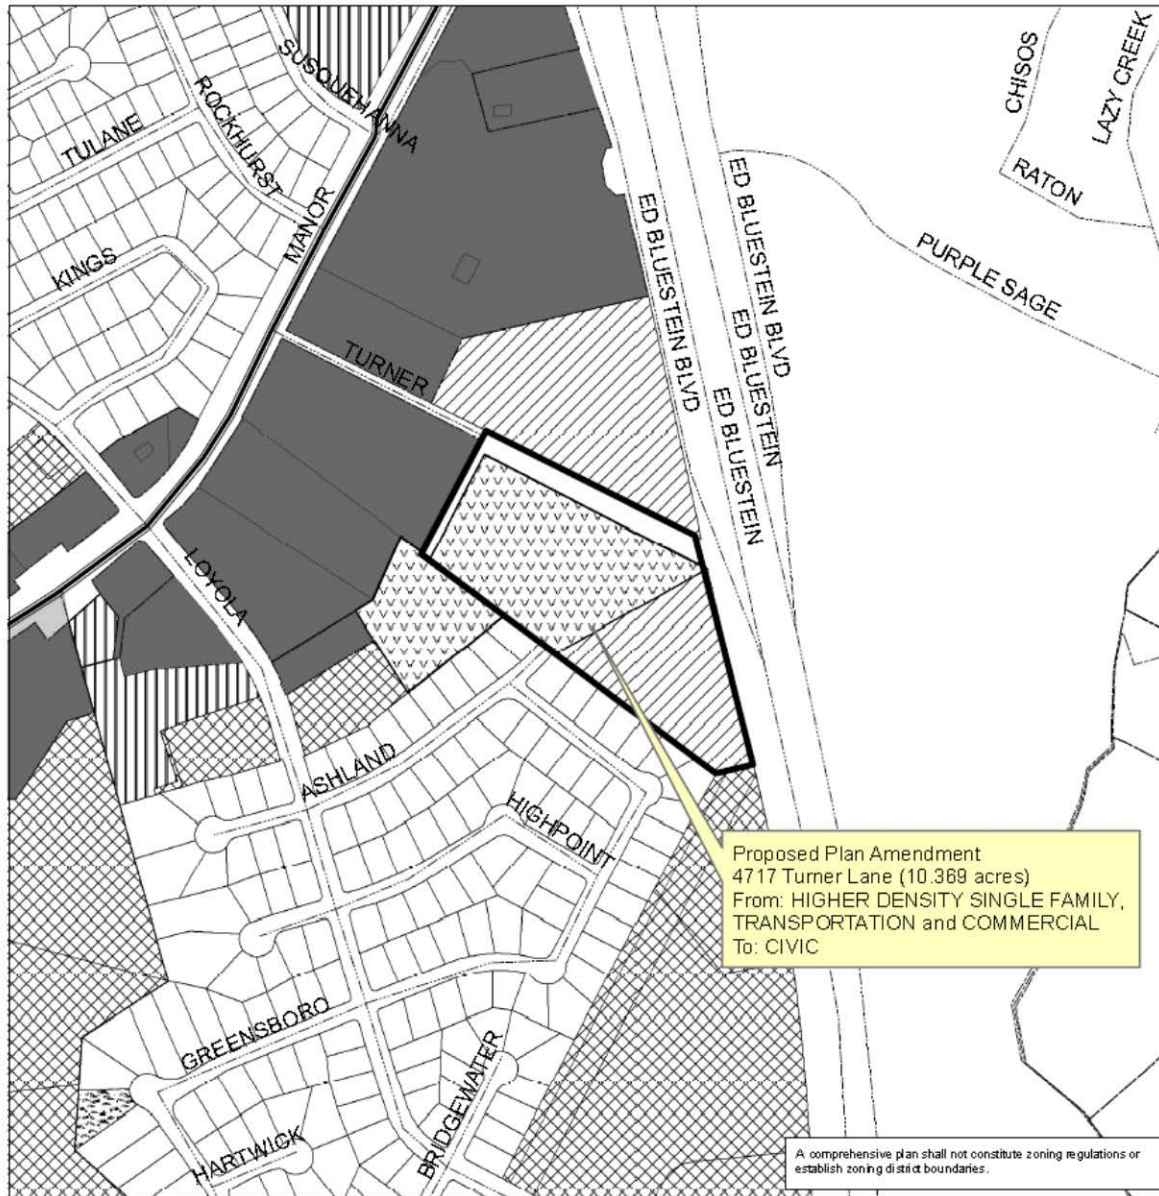 SUSQUEHANNA
ROCKHURST
TULANE
MANOR
KINGS
TURNER
LOYOLA
ASHLAND
HIGHPOINT
GREENSBORO
BRIDGEWATER
HARTWICK
ED BLUESTEIN BLVD
ED BLUESTEIN BLVD
ED BLUESTEIN
ED BLUESTEIN
CHISOS
LAZY CREEK
RATON
PURPLE SAGE
Proposed Plan Amendment
4717 Turner Lane (10.369 acres)
From: HIGHER DENSITY SINGLE FAMILY,
TRANSPORTATION and COMMERCIAL
To: CIVIC
A comprehensive plan shall not constitute zoning regulations or
establish zoning district boundaries.